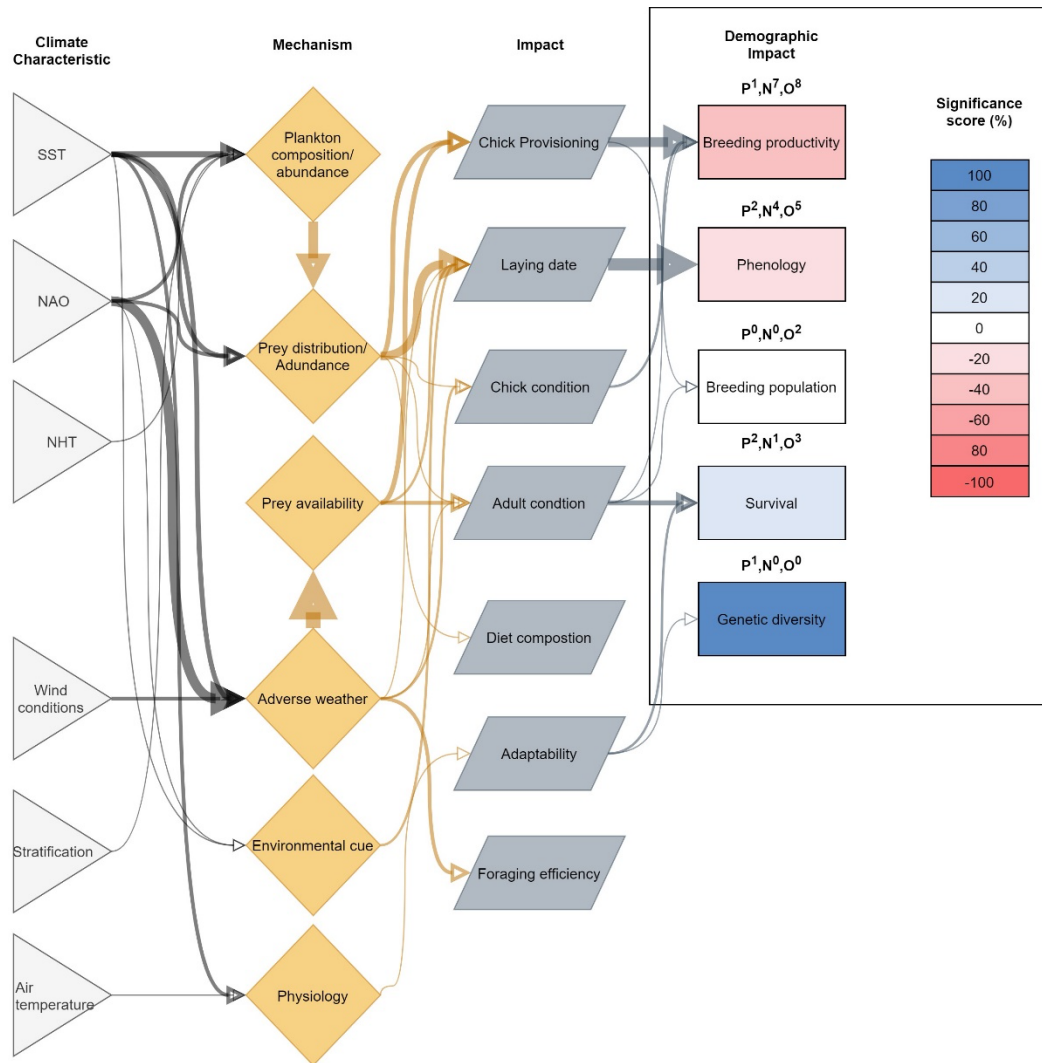 Climate
Characteristic
Mechanism
Impact
Demographic
Impact
SST
NAO
NHT
Wind
conditions
Stratification
Air
temperature
Plankton
composition/
abundance
Prey distribution/
Adundance
Prey availability
Adverse weather
Environmental cue
Physiology
Chick Provisioning
Laying date
Chick condition
Adult condtion
Diet compostion
Adaptability
Foraging efficiency
P¹,N⁷,O⁸
Breeding productivity
P²,N⁴,O⁵
Phenology
P⁰,N⁰,O²
Breeding population
P²,N¹,O³
Survival
P¹,N⁰,O⁰
Genetic diversity
Significance
score (%)
100
80
60
40
20
0
-20
-40
-60
80
-100